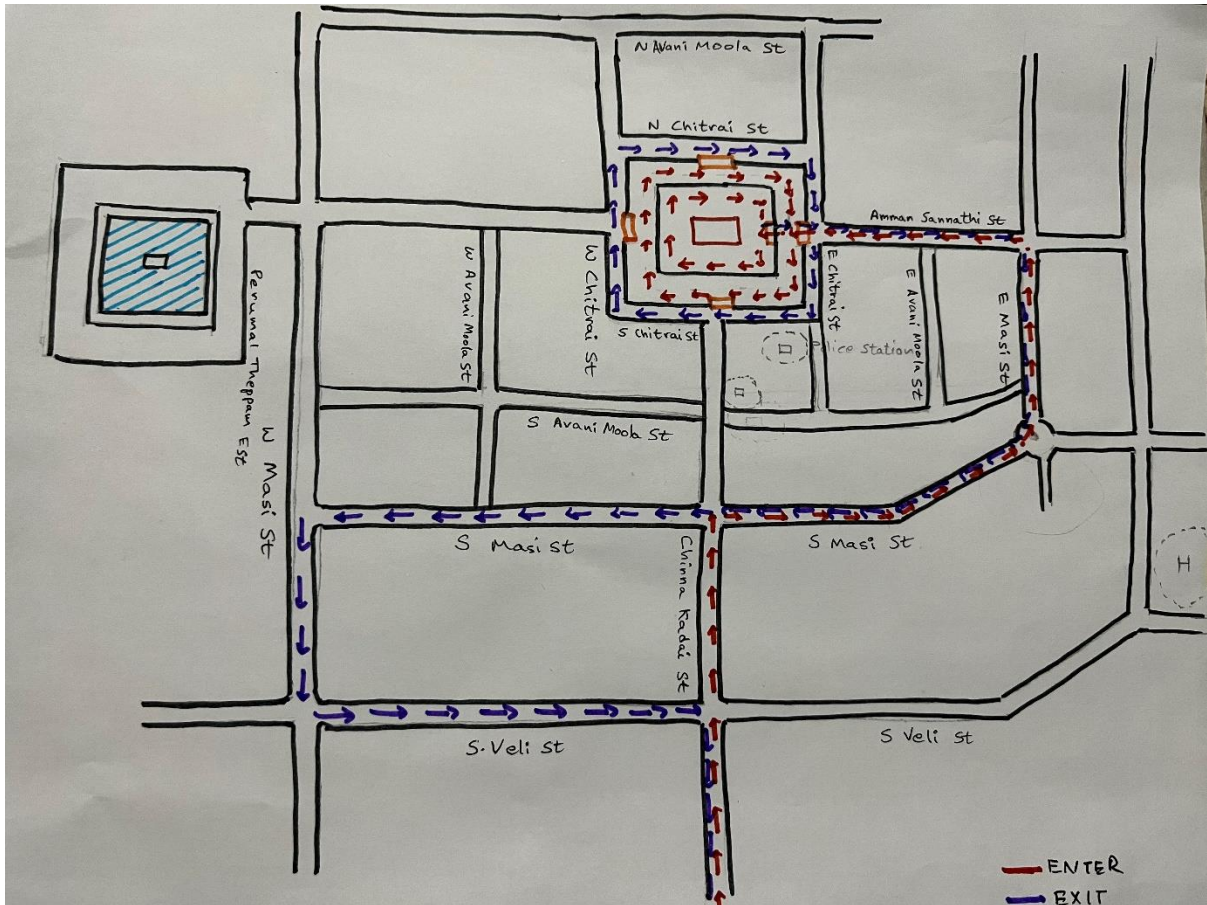 N Avani Moola St
N Chitrai St
Amman Sannathi St
W Avani Moola St
W Chitrai St
E Chitrai St
E Avani Moola St
E Masi St
S Chitrai St
Police Station
Perumal Theppam Est
W Masi St
S Avani Moola St
S Masi St
Chinna Kadai St
S Masi St
H
S. Veli St
S Veli St
ENTER
EXIT